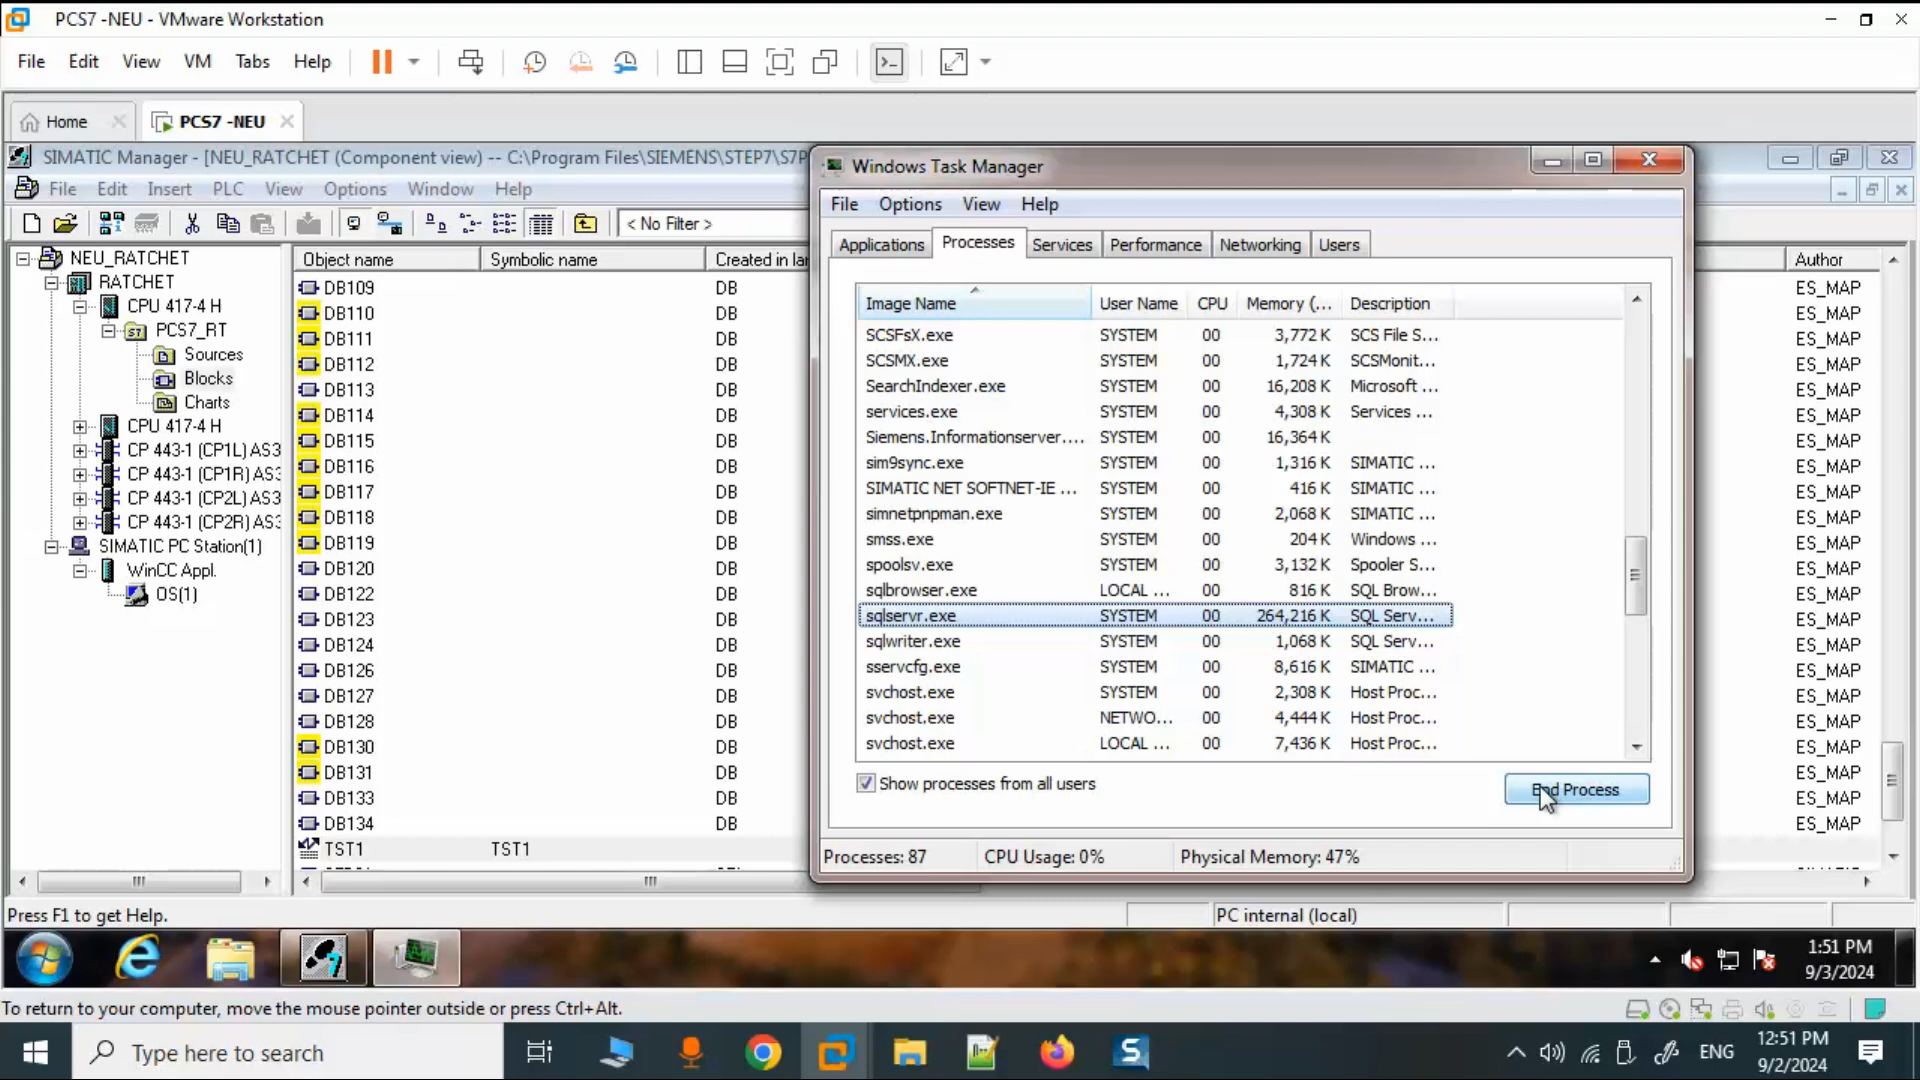 PCS7 -NEU - VMware Workstation
File Edit View VM Tabs Help
Home PCS7 -NEU
SIMATIC Manager - [NEU_RATCHET (Component view) -- C:\Program Files\SIEMENS\STEP7\S7P
File Edit Insert PLC View Options Window Help
< No Filter >
NEU_RATCHET
RATCHET
CPU 417-4 H
PCS7_RT
Sources
Blocks
Charts
CPU 417-4 H
CP 443-1 (CP1L) AS3
CP 443-1 (CP1R) AS3
CP 443-1 (CP2L) AS3
CP 443-1 (CP2R) AS3
SIMATIC PC Station(1)
WinCC Appl.
OS(1)
Object name Symbolic name Created in lan Author
DB109 DB ES_MAP
DB110 DB ES_MAP
DB111 DB ES_MAP
DB112 DB ES_MAP
DB113 DB ES_MAP
DB114 DB ES_MAP
DB115 DB ES_MAP
DB116 DB ES_MAP
DB117 DB ES_MAP
DB118 DB ES_MAP
DB119 DB ES_MAP
DB120 DB ES_MAP
DB122 DB ES_MAP
DB123 DB ES_MAP
DB124 DB ES_MAP
DB126 DB ES_MAP
DB127 DB ES_MAP
DB128 DB ES_MAP
DB130 DB ES_MAP
DB131 DB ES_MAP
DB133 DB ES_MAP
DB134 DB ES_MAP
TST1 TST1
Windows Task Manager
File Options View Help
Applications Processes Services Performance Networking Users
Image Name User Name CPU Memory (... Description
SCSFsX.exe SYSTEM 00 3,772 K SCS File S...
SCSMX.exe SYSTEM 00 1,724 K SCSMonit...
SearchIndexer.exe SYSTEM 00 16,208 K Microsoft ...
services.exe SYSTEM 00 4,308 K Services ...
Siemens.Informationserver.... SYSTEM 00 16,364 K
sim9sync.exe SYSTEM 00 1,316 K SIMATIC ...
SIMATIC NET SOFTNET-IE ... SYSTEM 00 416 K SIMATIC ...
simnetpnpman.exe SYSTEM 00 2,068 K SIMATIC ...
smss.exe SYSTEM 00 204 K Windows ...
spoolsv.exe SYSTEM 00 3,132 K Spooler S...
sqlbrowser.exe LOCAL ... 00 816 K SQL Brow...
sqlservr.exe SYSTEM 00 264,216 K SQL Serv...
sqlwriter.exe SYSTEM 00 1,068 K SQL Serv...
sservcfg.exe SYSTEM 00 8,616 K SIMATIC ...
svchost.exe SYSTEM 00 2,308 K Host Proc...
svchost.exe NETWO... 00 4,444 K Host Proc...
svchost.exe LOCAL ... 00 7,436 K Host Proc...
Show processes from all users End Process
Processes: 87 CPU Usage: 0% Physical Memory: 47%
Press F1 to get Help. PC internal (local)
1:51 PM
9/3/2024
To return to your computer, move the mouse pointer outside or press Ctrl+Alt.
Type here to search
ENG
12:51 PM
9/2/2024